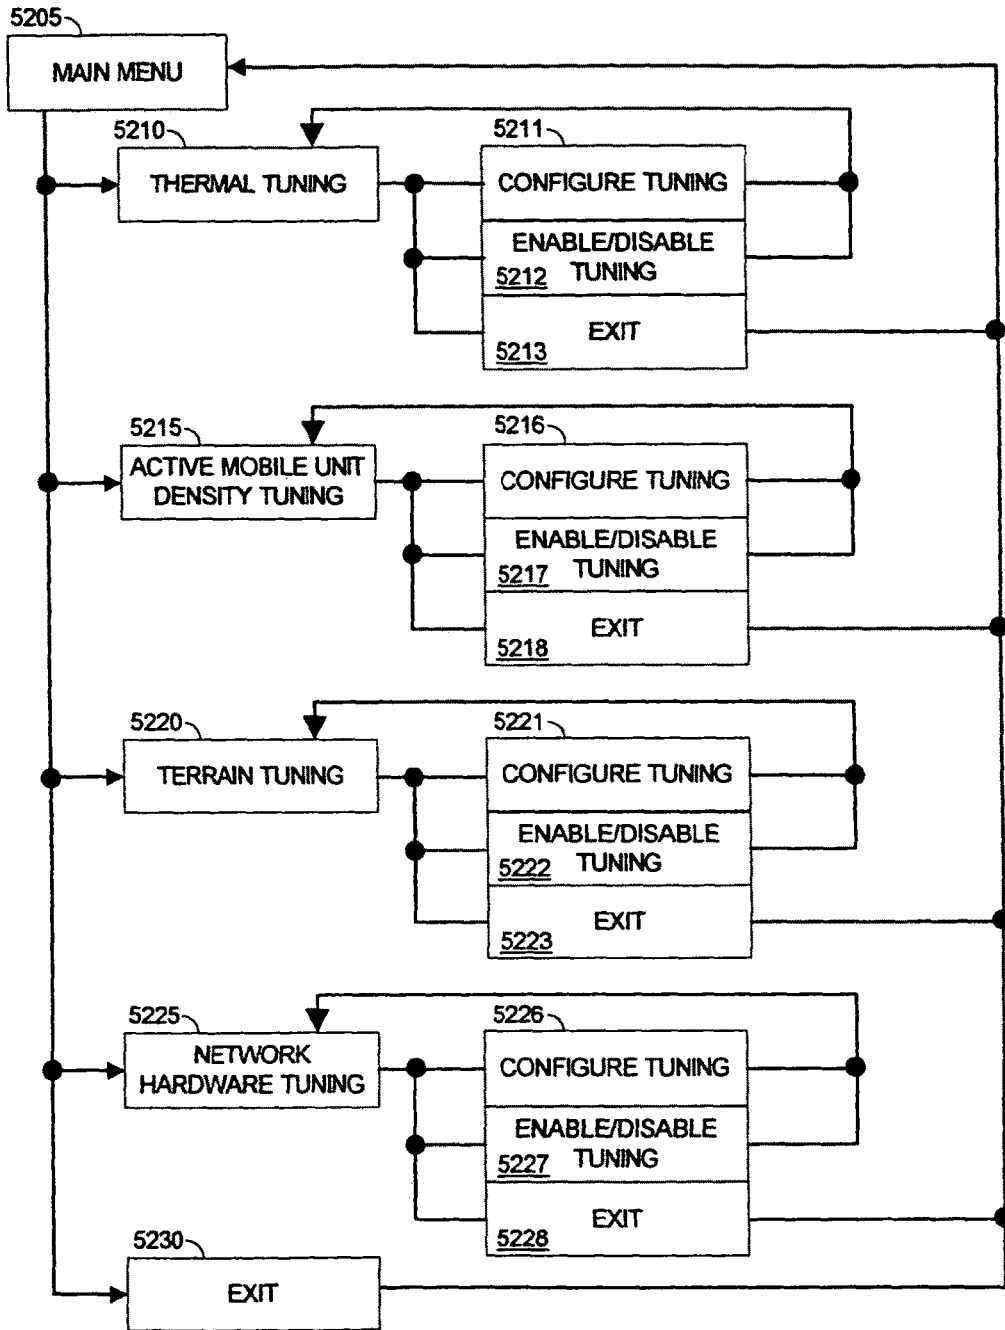 5205
MAIN MENU
5210
THERMAL TUNING
5211
CONFIGURE TUNING
ENABLE/DISABLE
TUNING
5212
EXIT
5213
5215
ACTIVE MOBILE UNIT
DENSITY TUNING
5216
CONFIGURE TUNING
ENABLE/DISABLE
TUNING
5217
EXIT
5218
5220
TERRAIN TUNING
5221
CONFIGURE TUNING
ENABLE/DISABLE
TUNING
5222
EXIT
5223
5225
NETWORK
HARDWARE TUNING
5226
CONFIGURE TUNING
ENABLE/DISABLE
TUNING
5227
EXIT
5228
5230
EXIT